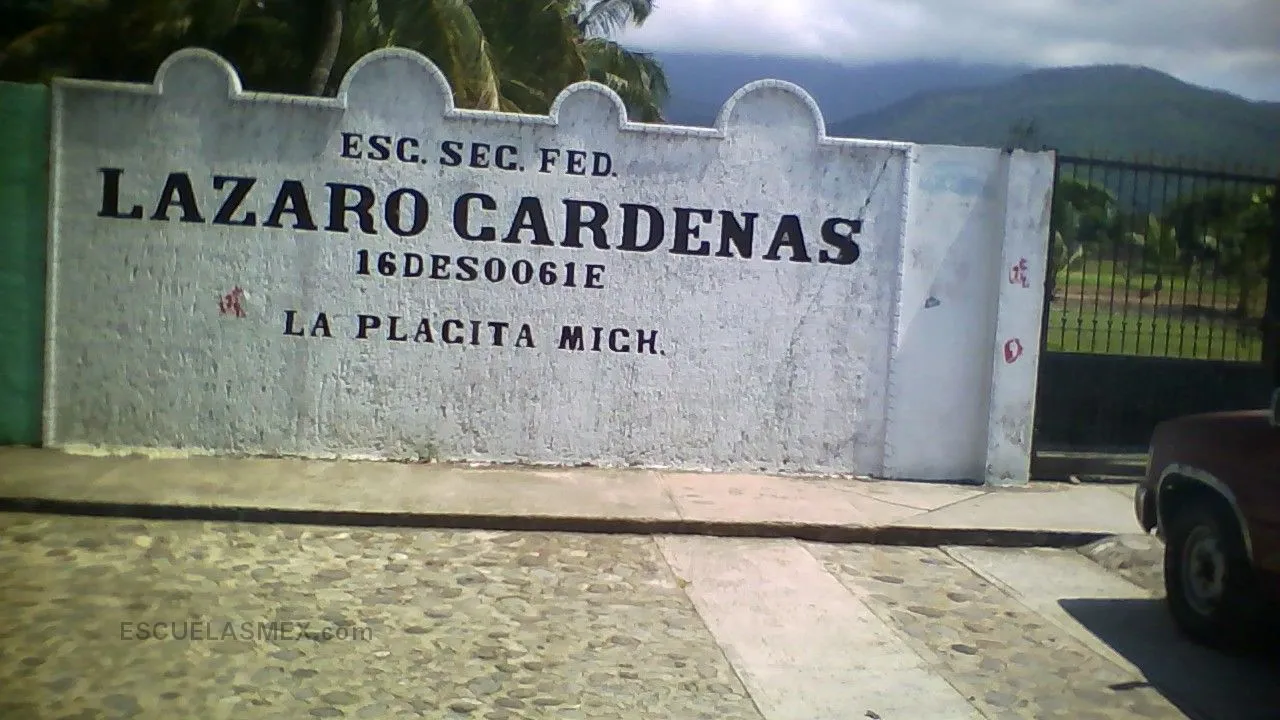 ESC. SEC. FED.
LAZARO CARDENAS
16DES0061E
LA PLACITA MICH.
ESCUELASMEX.com